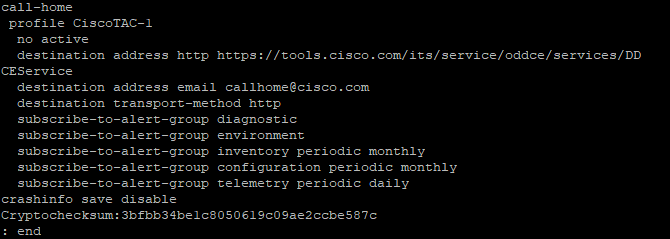 call-home
 profile CiscoTAC-1
  no active
  destination address http https://tools.cisco.com/its/service/oddce/services/DD
CEService
  destination address email callhome@cisco.com
  destination transport-method http
  subscribe-to-alert-group diagnostic
  subscribe-to-alert-group environment
  subscribe-to-alert-group inventory periodic monthly
  subscribe-to-alert-group configuration periodic monthly
  subscribe-to-alert-group telemetry periodic daily
crashinfo save disable
Cryptochecksum:3bfbb34be1c8050619c09ae2ccbe587c
: end